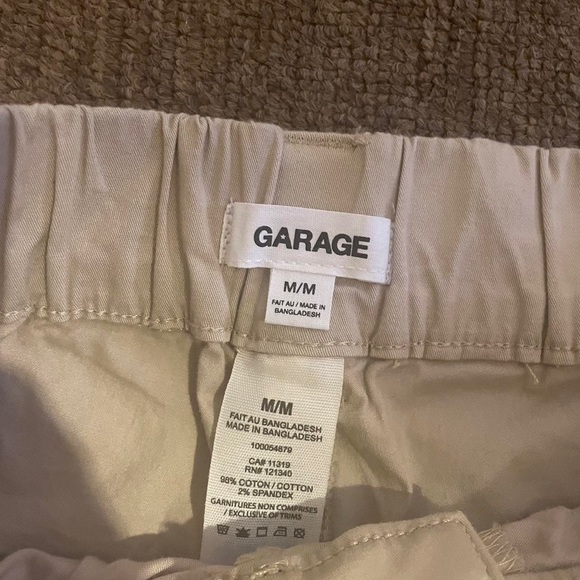 GARAGE
M/M
FAIT AU / MADE IN
BANGLADESH
M/M
FAIT AU BANGLADESH
MADE IN BANGLADESH
100054679
CA# 11319
RN# 121340
98% COTON / COTTON
2% SPANDEX
GARNITURES NON COMPRISES
/ EXCLUSIVE OF TRIMS